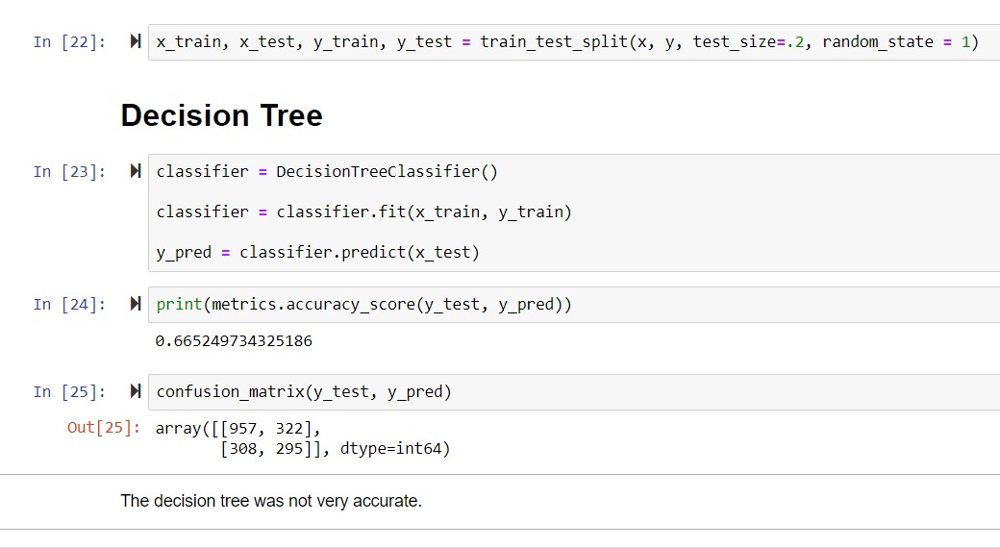 In [22]: x_train, x_test, y_train, y_test = train_test_split(x, y, test_size=.2, random_state = 1)
Decision Tree
In [23]: classifier = DecisionTreeClassifier()
classifier = classifier.fit(x_train, y_train)
y_pred = classifier.predict(x_test)
In [24]: print(metrics.accuracy_score(y_test, y_pred))
0.665249734325186
In [25]: confusion_matrix(y_test, y_pred)
Out[25]: array([[957, 322],
[308, 295]], dtype=int64)
The decision tree was not very accurate.